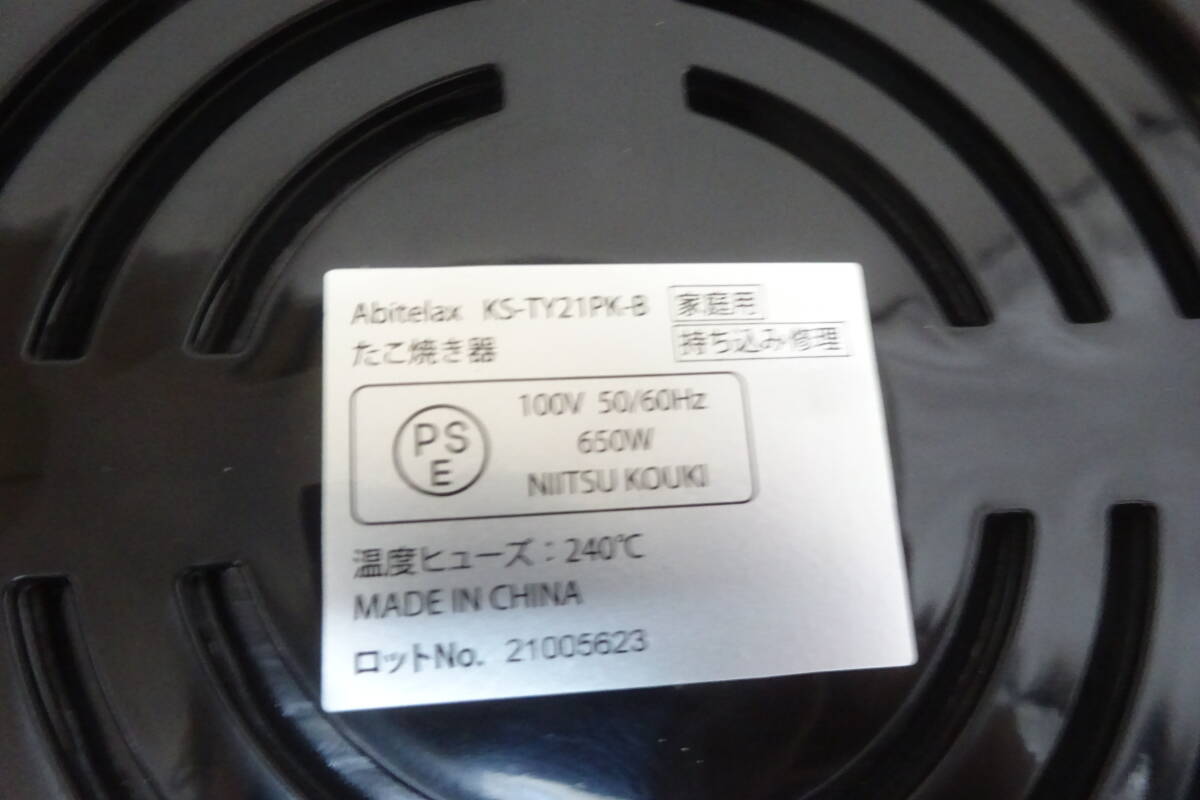 Abitelax KS-TY21PK-B 家庭用
たこ焼き器 持ち込み修理
PSE
100V 50/60Hz
650W
NIITSU KOUKI
温度ヒューズ：240℃
MADE IN CHINA
ロットNo. 21005623